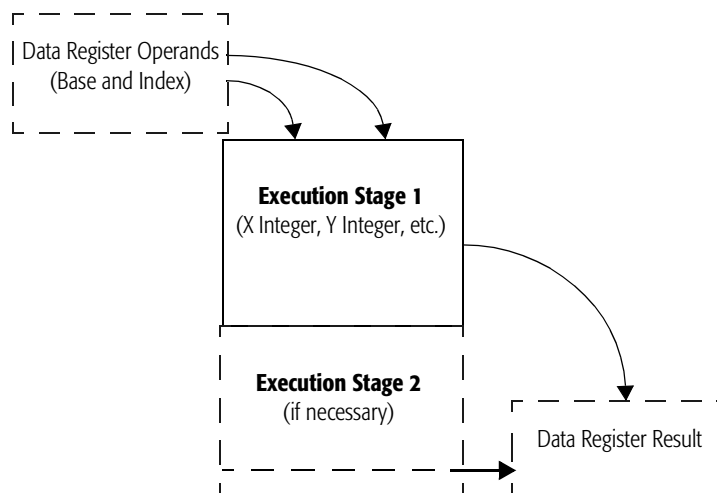 Data Register Operands
(Base and Index)
Execution Stage 1
(X Integer, Y Integer, etc.)
Execution Stage 2
(if necessary)
Data Register Result